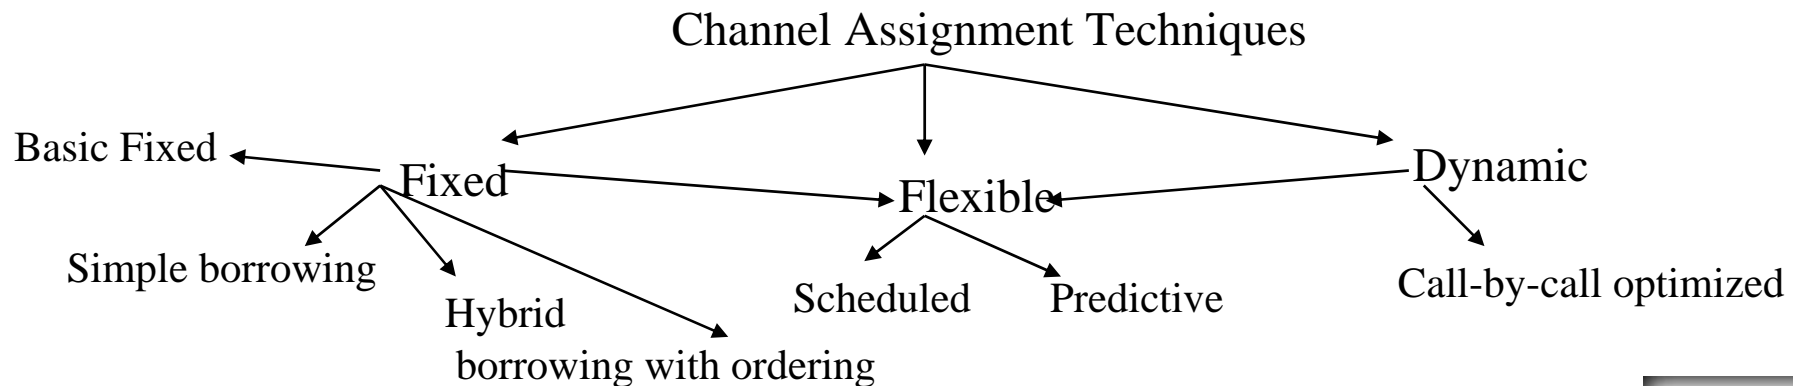 Channel Assignment Techniques
Basic Fixed
Fixed
Flexible
Dynamic
Simple borrowing
Hybrid
borrowing with ordering
Scheduled
Predictive
Call-by-call optimized